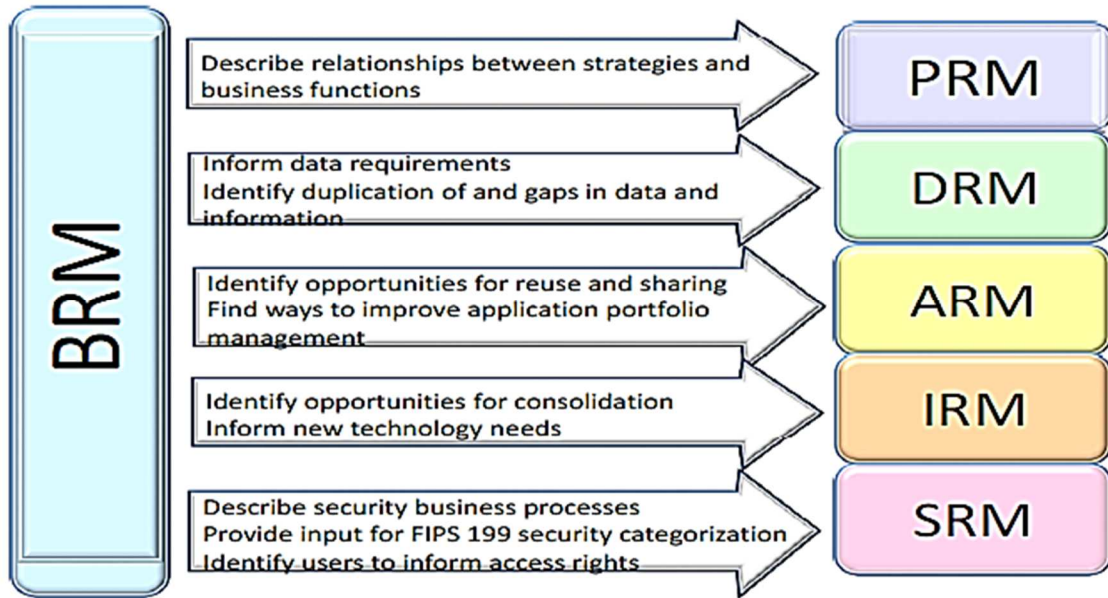 BRM
Describe relationships between strategies and
business functions
PRM
Inform data requirements
Identify duplication of and gaps in data and
information
DRM
Identify opportunities for reuse and sharing
Find ways to improve application portfolio
management
ARM
Identify opportunities for consolidation
Inform new technology needs
IRM
Describe security business processes
Provide input for FIPS 199 security categorization
Identify users to inform access rights
SRM